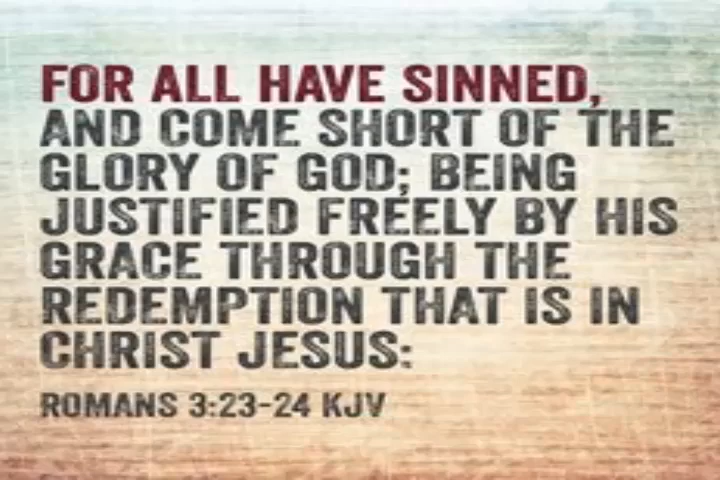 FOR ALL HAVE SINNED,
AND COME SHORT OF THE
GLORY OF GOD; BEING
JUSTIFIED FREELY BY HIS
GRACE THROUGH THE
REDEMPTION THAT IS IN
CHRIST JESUS:
ROMANS 3:23-24 KJV